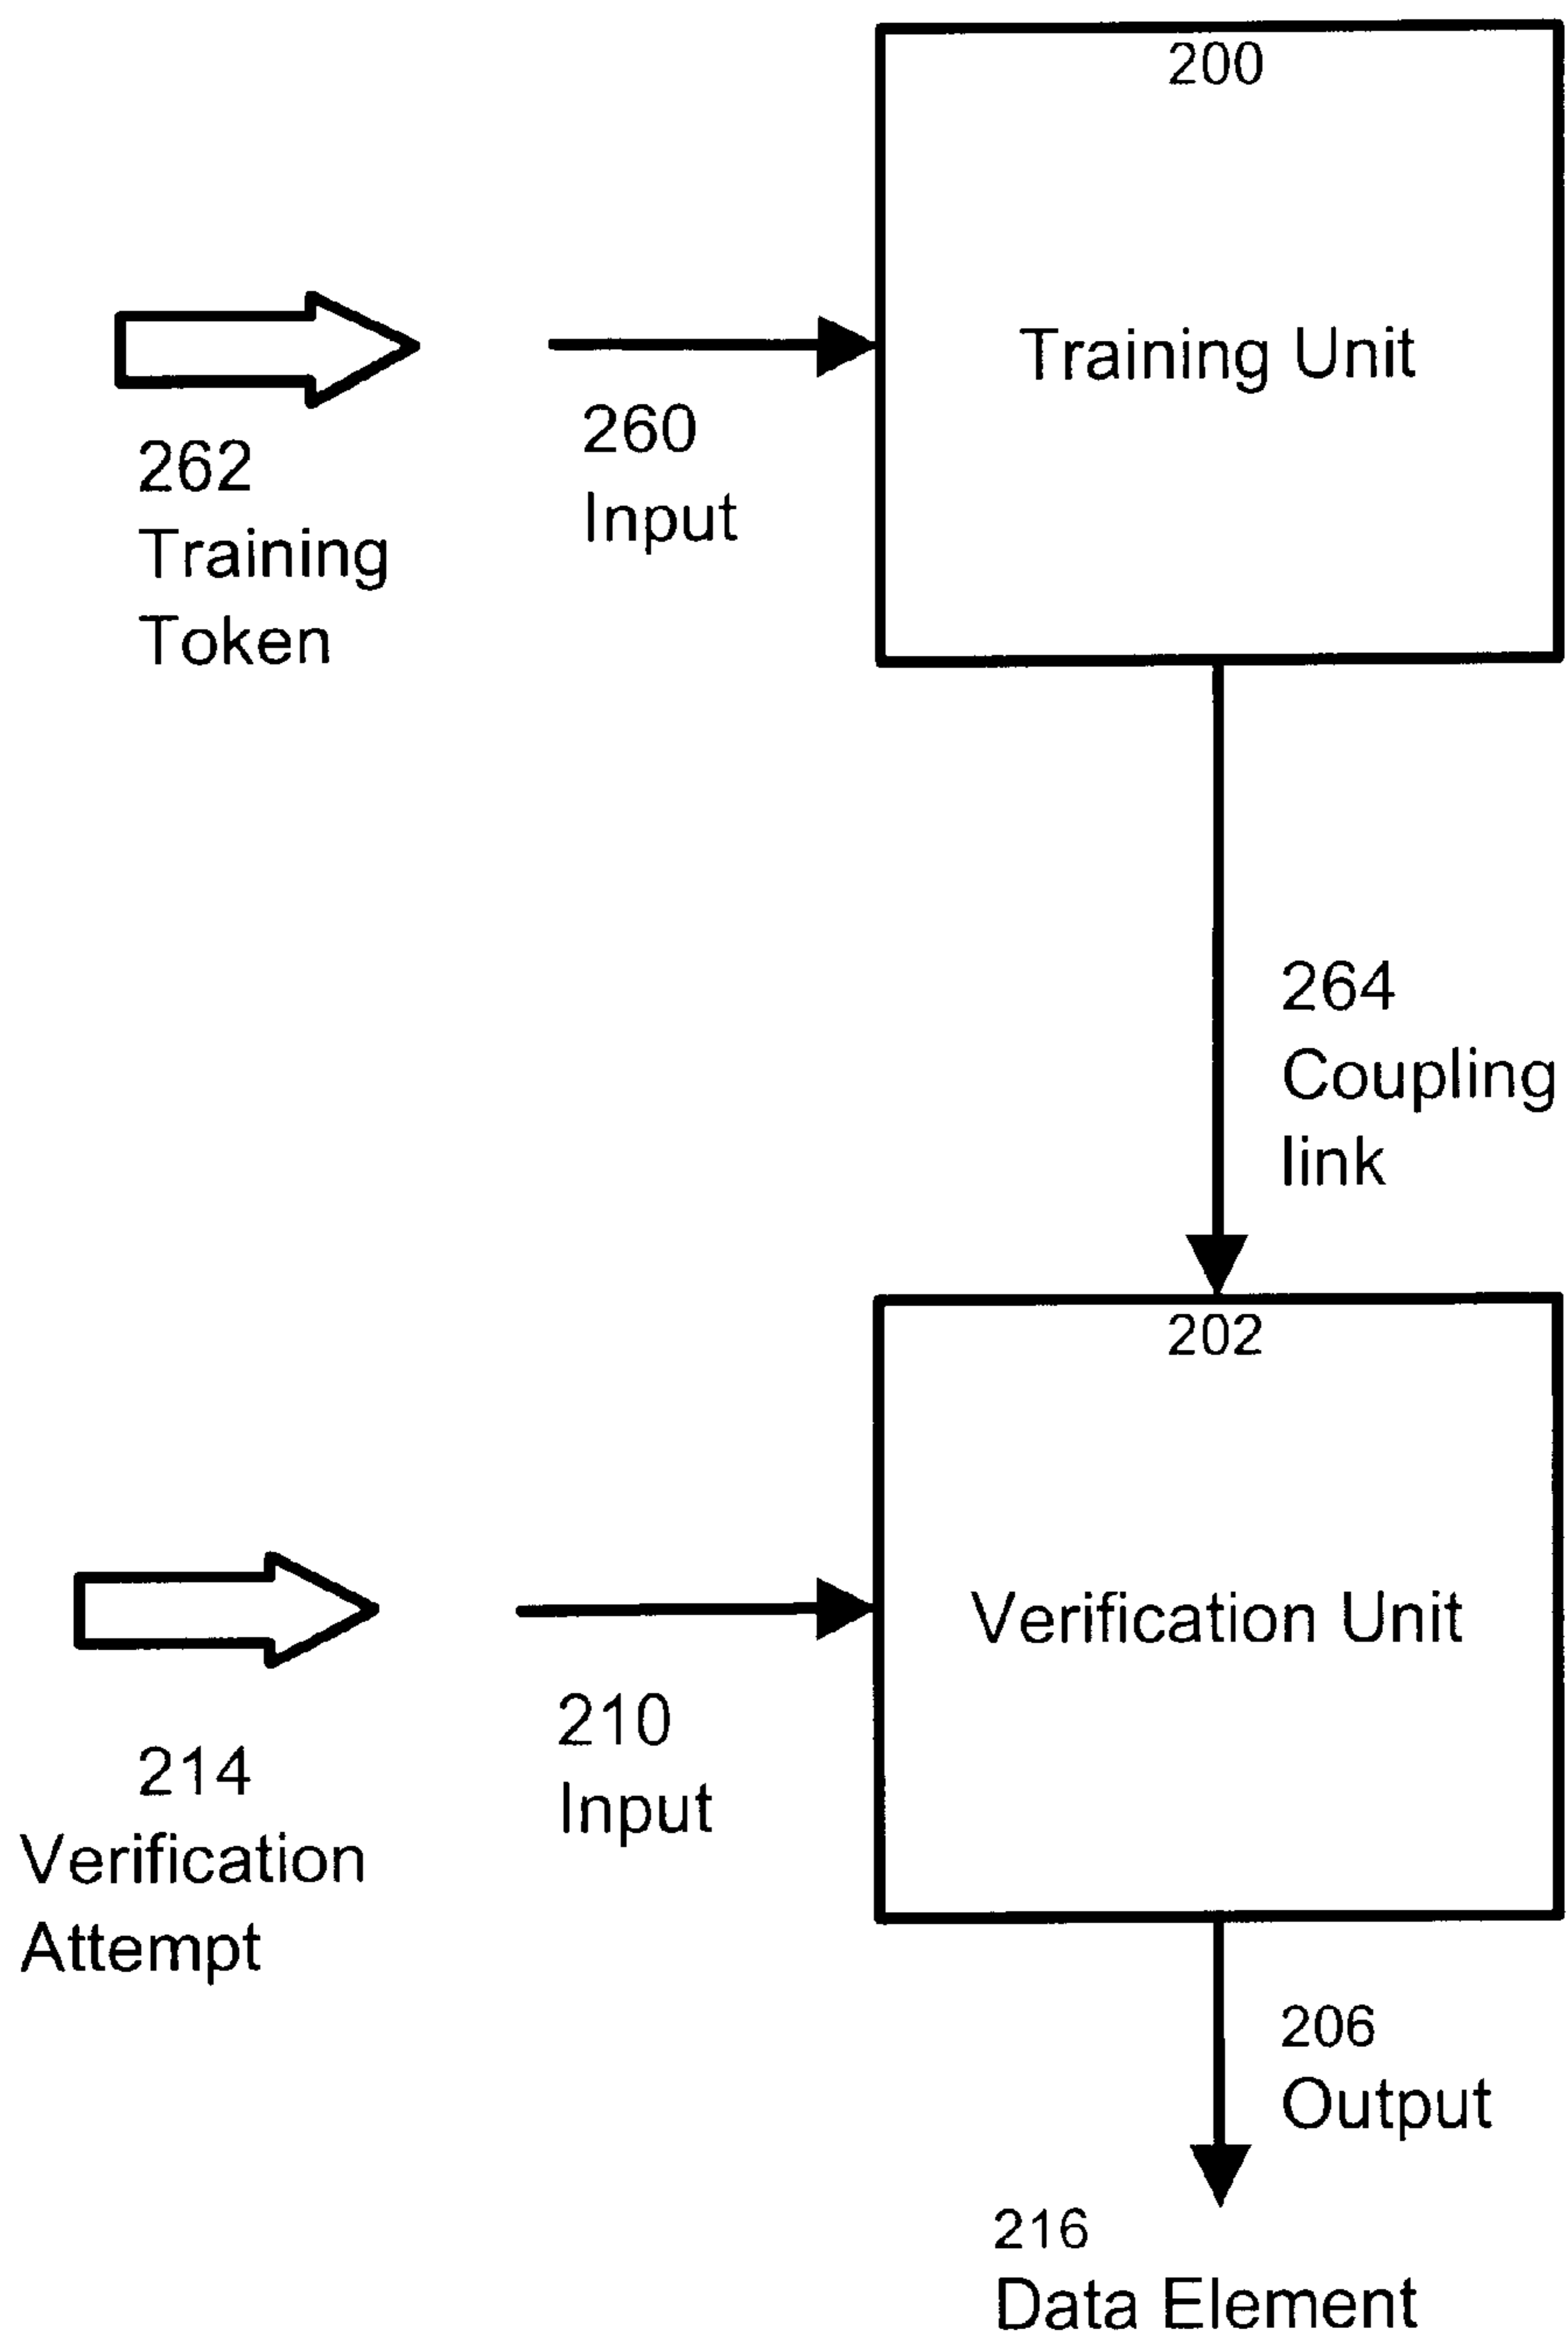 200
Training Unit
262
Training
Token
260
Input
264
Coupling
link
202
Verification Unit
214
Verification
Attempt
210
Input
206
Output
216
Data Element